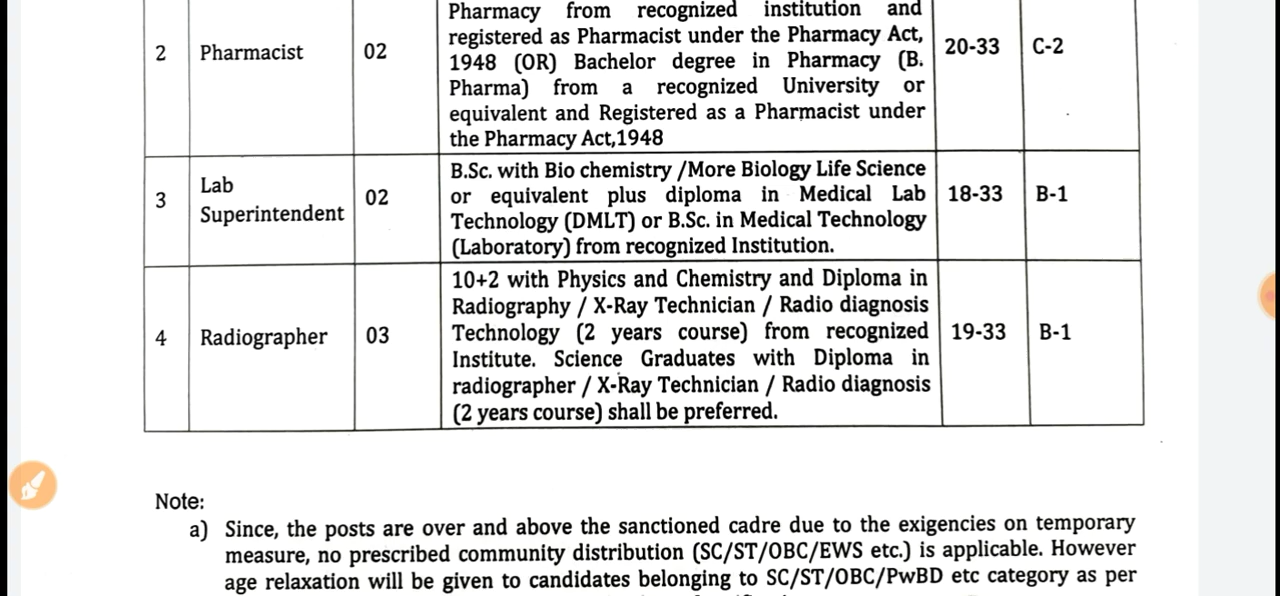 Pharmacy from recognized institution and
2 Pharmacist 02 registered as Pharmacist under the Pharmacy Act, 20-33 C-2
1948 (OR) Bachelor degree in Pharmacy (B.
Pharma) from a recognized University or
equivalent and Registered as a Pharmacist under
the Pharmacy Act,1948
3 Lab Superintendent 02 B.Sc. with Bio chemistry /More Biology Life Science 18-33 B-1
or equivalent plus diploma in Medical Lab
Technology (DMLT) or B.Sc. in Medical Technology
(Laboratory) from recognized Institution.
4 Radiographer 03 10+2 with Physics and Chemistry and Diploma in 19-33 B-1
Radiography / X-Ray Technician / Radio diagnosis
Technology (2 years course) from recognized
Institute. Science Graduates with Diploma in
radiographer / X-Ray Technician / Radio diagnosis
(2 years course) shall be preferred.
Note:
a) Since, the posts are over and above the sanctioned cadre due to the exigencies on temporary
measure, no prescribed community distribution (SC/ST/OBC/EWS etc.) is applicable. However
age relaxation will be given to candidates belonging to SC/ST/OBC/PwBD etc category as per